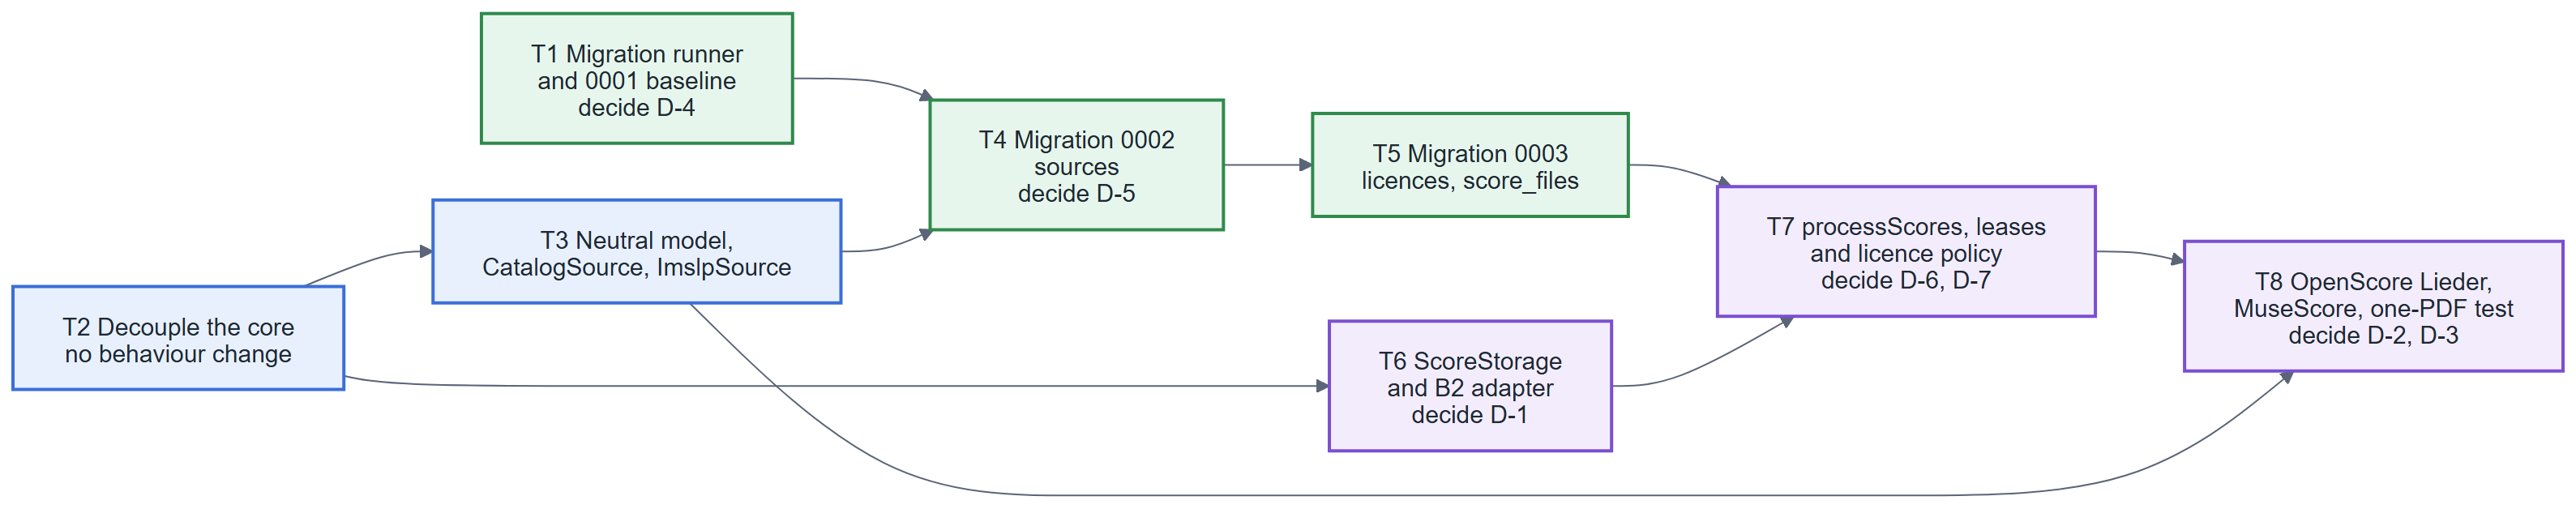 T1 Migration runner
and 0001 baseline
decide D-4
T2 Decouple the core
no behaviour change
T3 Neutral model,
CatalogSource, ImslpSource
T4 Migration 0002
sources
decide D-5
T5 Migration 0003
licences, score_files
T6 ScoreStorage
and B2 adapter
decide D-1
T7 processScores, leases
and licence policy
decide D-6, D-7
T8 OpenScore Lieder,
MuseScore, one-PDF test
decide D-2, D-3